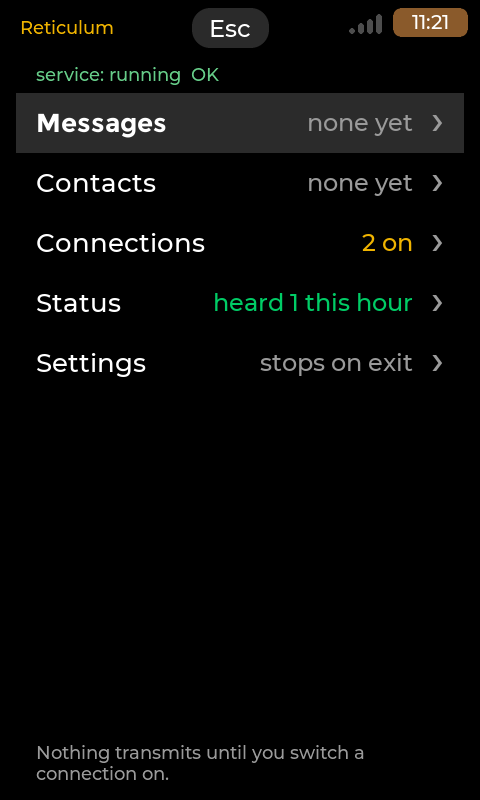 Reticulum
Esc
11:21
service: running  OK
Messages none yet ❯
Contacts none yet ❯
Connections 2 on ❯
Status heard 1 this hour ❯
Settings stops on exit ❯
Nothing transmits until you switch a
connection on.